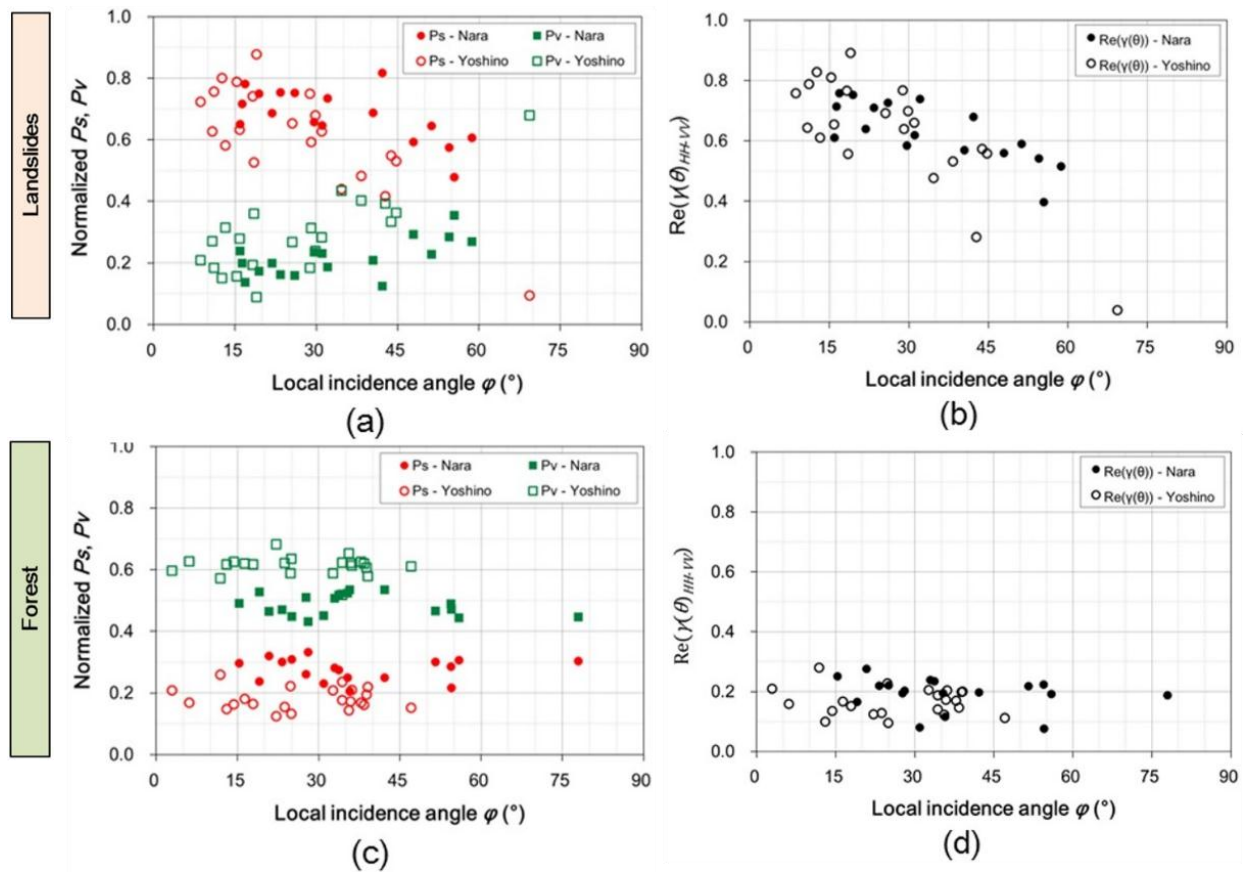 Landslides
Normalized Ps, Pv
1.0
0.8
0.6
0.4
0.2
0.0
Ps - Nara Pv - Nara
Ps - Yoshino Pv - Yoshino
0 15 30 45 60 75 90
Local incidence angle φ (°)
(a)
Re(γ(θ)HH-VV)
1.0
0.8
0.6
0.4
0.2
0.0
Re(γ(θ)) - Nara
Re(γ(θ)) - Yoshino
0 15 30 45 60 75 90
Local incidence angle φ (°)
(b)
Forest
Normalized Ps, Pv
1.0
0.8
0.6
0.4
0.2
0.0
Ps - Nara Pv - Nara
Ps - Yoshino Pv - Yoshino
0 15 30 45 60 75 90
Local incidence angle φ (°)
(c)
Re(γ(θ)HH-VV)
1.0
0.8
0.6
0.4
0.2
0.0
Re(γ(θ)) - Nara
Re(γ(θ)) - Yoshino
0 15 30 45 60 75 90
Local incidence angle φ (°)
(d)